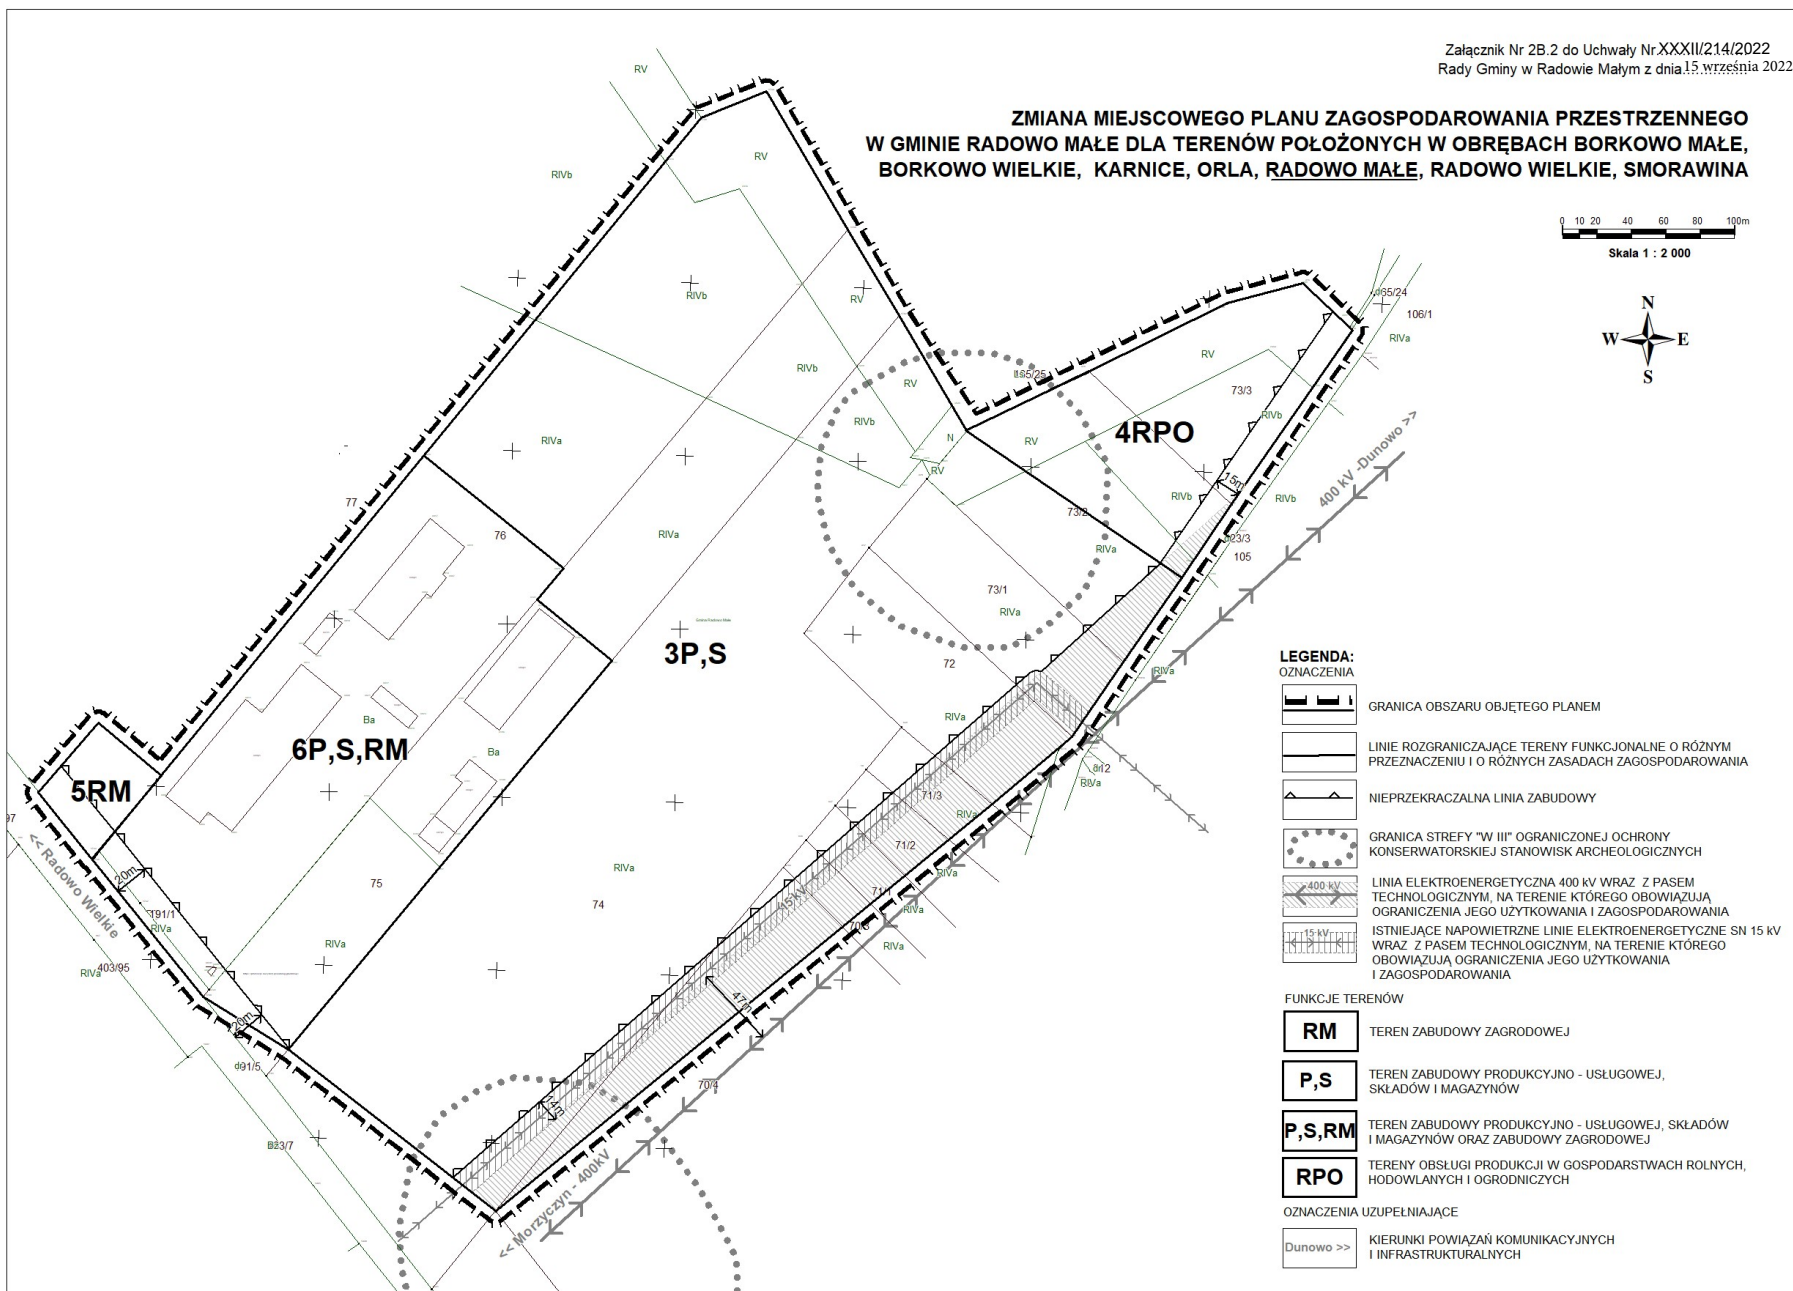 Załącznik Nr 2B.2 do Uchwały Nr XXXII/214/2022
Rady Gminy w Radowie Małym z dnia 15 września 2022
ZMIANA MIEJSCOWEGO PLANU ZAGOSPODAROWANIA PRZESTRZENNEGO
W GMINIE RADOWO MAŁE DLA TERENÓW POŁOŻONYCH W OBRĘBACH BORKOWO MAŁE,
BORKOWO WIELKIE, KARNICE, ORLA, RADOWO MAŁE, RADOWO WIELKIE, SMORAWINA
0 10 20 40 60 80 100m
Skala 1 : 2 000
N
W E
S
RV
RV
RIVb
RIVb
RV
RIVb
RV
RIVb
RIVa
N
RV
RV
RV
73/3
RIVb
4RPO
RIVb
15m
RIVb
106/1
RIVa
400 kV -Dunowo >>
77
76
RIVa
73/2
RIVa
105
73/1
RIVa
3P,S
72
RIVa
RIVa
Ba
6P,S,RM
Ba
5RM
97
<< Radowo Wielkie
20m
191/1
RIVa
RIVa
403/95
75
RIVa
20m
RIVa
74
15kV
71/3
RIVa
71/2
RIVa
71/1
RIVa
RIVa
RIVa
47m
14m
70/4
<< Morzyczyn - 400kV
LEGENDA:
OZNACZENIA
GRANICA OBSZARU OBJĘTEGO PLANEM
LINIE ROZGRANICZAJĄCE TERENY FUNKCJONALNE O RÓŻNYM
PRZEZNACZENIU I O RÓŻNYCH ZASADACH ZAGOSPODAROWANIA
NIEPRZEKRACZALNA LINIA ZABUDOWY
GRANICA STREFY "W III" OGRANICZONEJ OCHRONY
KONSERWATORSKIEJ STANOWISK ARCHEOLOGICZNYCH
400 kV
LINIA ELEKTROENERGETYCZNA 400 kV WRAZ Z PASEM
TECHNOLOGICZNYM, NA TERENIE KTÓREGO OBOWIĄZUJĄ
OGRANICZENIA JEGO UŻYTKOWANIA I ZAGOSPODAROWANIA
15 kV
ISTNIEJĄCE NAPOWIETRZNE LINIE ELEKTROENERGETYCZNE SN 15 kV
WRAZ Z PASEM TECHNOLOGICZNYM, NA TERENIE KTÓREGO
OBOWIĄZUJĄ OGRANICZENIA JEGO UŻYTKOWANIA
I ZAGOSPODAROWANIA
FUNKCJE TERENÓW
RM TEREN ZABUDOWY ZAGRODOWEJ
P,S TEREN ZABUDOWY PRODUKCYJNO - USŁUGOWEJ,
SKŁADÓW I MAGAZYNÓW
P,S,RM TEREN ZABUDOWY PRODUKCYJNO - USŁUGOWEJ, SKŁADÓW
I MAGAZYNÓW ORAZ ZABUDOWY ZAGRODOWEJ
RPO TERENY OBSŁUGI PRODUKCJI W GOSPODARSTWACH ROLNYCH,
HODOWLANYCH I OGRODNICZYCH
OZNACZENIA UZUPEŁNIAJĄCE
Dunowo >> KIERUNKI POWIĄZAŃ KOMUNIKACYJNYCH
I INFRASTRUKTURALNYCH